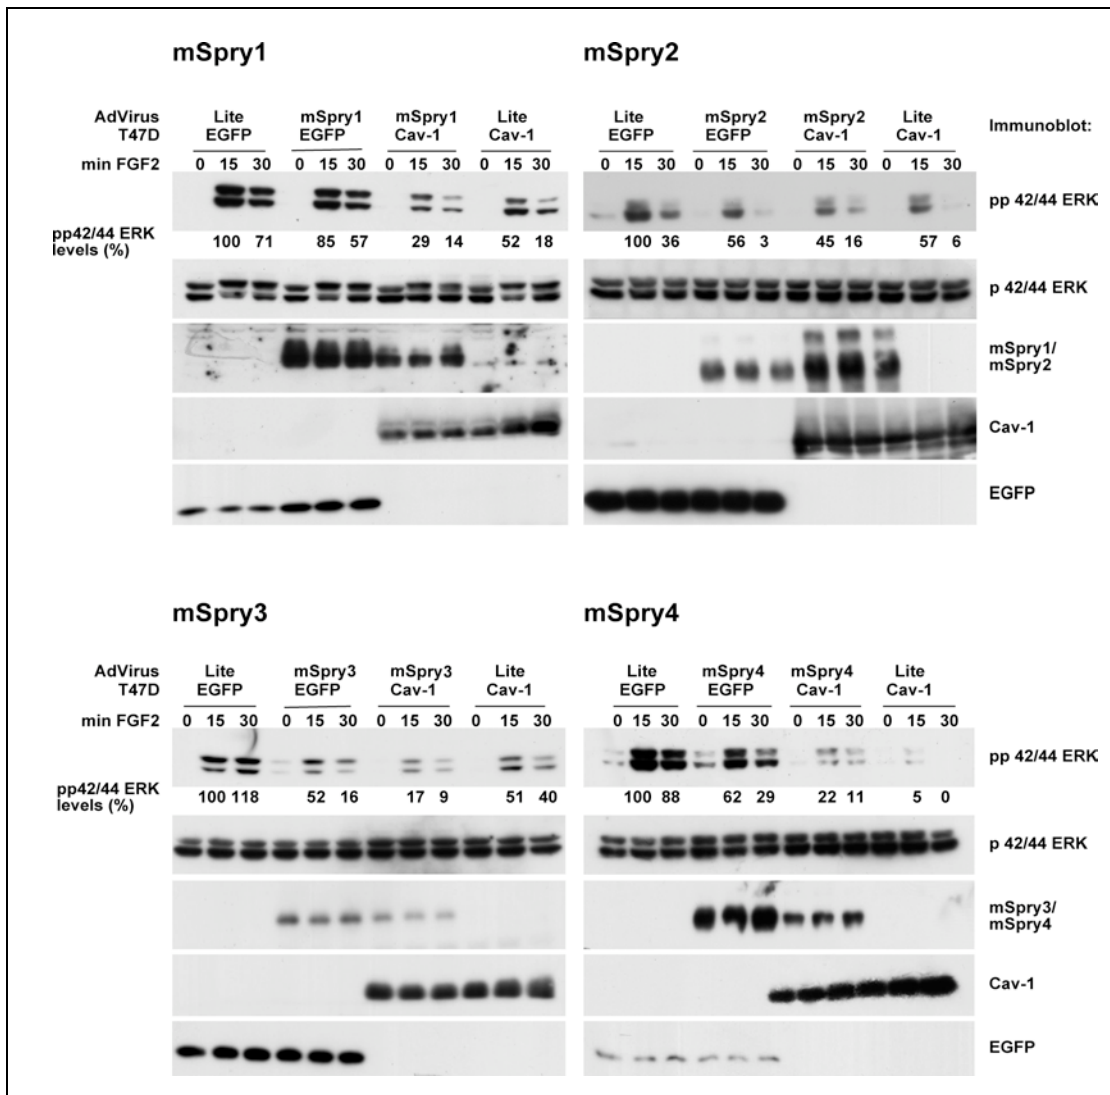 mSpry1
mSpry2
AdVirus Lite mSpry1 mSpry1 Lite Lite mSpry2 mSpry2 Lite Immunoblot:
T47D EGFP EGFP Cav-1 Cav-1 EGFP EGFP Cav-1 Cav-1
min FGF2 0 15 30 0 15 30 0 15 30 0 15 30 0 15 30 0 15 30 0 15 30 0 15 30
pp 42/44 ERK
pp42/44 ERK 100 71 85 57 29 14 52 18 100 36 56 3 45 16 57 6
levels (%)
p 42/44 ERK
mSpry1/
mSpry2
Cav-1
EGFP
mSpry3
mSpry4
AdVirus Lite mSpry3 mSpry3 Lite Lite mSpry4 mSpry4 Lite
T47D EGFP EGFP Cav-1 Cav-1 EGFP EGFP Cav-1 Cav-1
min FGF2 0 15 30 0 15 30 0 15 30 0 15 30 0 15 30 0 15 30 0 15 30 0 15 30
pp 42/44 ERK
pp42/44 ERK 100 118 52 16 17 9 51 40 100 88 62 29 22 11 5 0
levels (%)
p 42/44 ERK
mSpry3/
mSpry4
Cav-1
EGFP